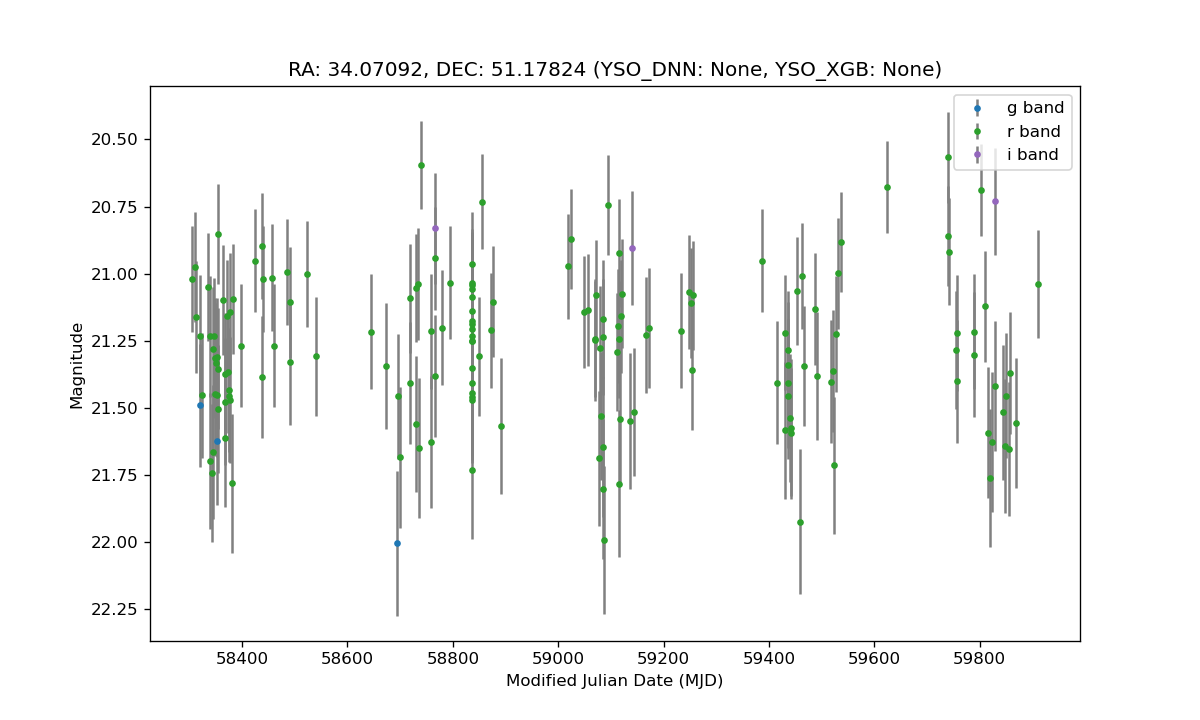 RA: 34.07092, DEC: 51.17824 (YSO_DNN: None, YSO_XGB: None)
g band
r band
i band
20.50
20.75
21.00
21.25
21.50
21.75
22.00
22.25
Magnitude
58400 58600 58800 59000 59200 59400 59600 59800
Modified Julian Date (MJD)